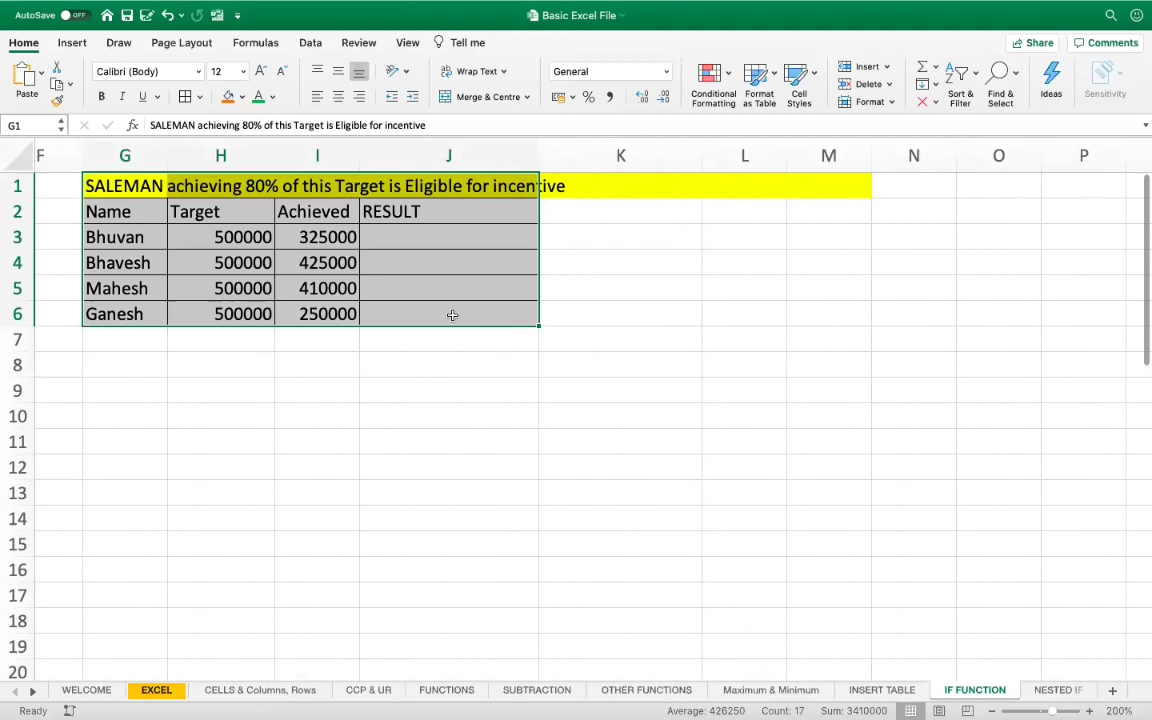 AutoSave OFF Basic Excel File
Home Insert Draw Page Layout Formulas Data Review View Tell me Share Comments
Paste Calibri (Body) 12 A A Wrap Text General Insert Σ
B I U A Merge & Centre % , Conditional Formatting Format as Table Cell Styles Delete Format Sort & Filter Find & Select Ideas Sensitivity
G1 fx SALEMAN achieving 80% of this Target is Eligible for incentive
F G H I J K L M N O P
1 SALEMAN achieving 80% of this Target is Eligible for incentive
2 Name Target Achieved RESULT
3 Bhuvan 500000 325000
4 Bhavesh 500000 425000
5 Mahesh 500000 410000
6 Ganesh 500000 250000
7
8
9
10
11
12
13
14
15
16
17
18
19
20
WELCOME EXCEL CELLS & Columns, Rows CCP & UR FUNCTIONS SUBTRACTION OTHER FUNCTIONS Maximum & Minimum INSERT TABLE IF FUNCTION NESTED IF
Ready Average: 426250 Count: 17 Sum: 3410000 200%